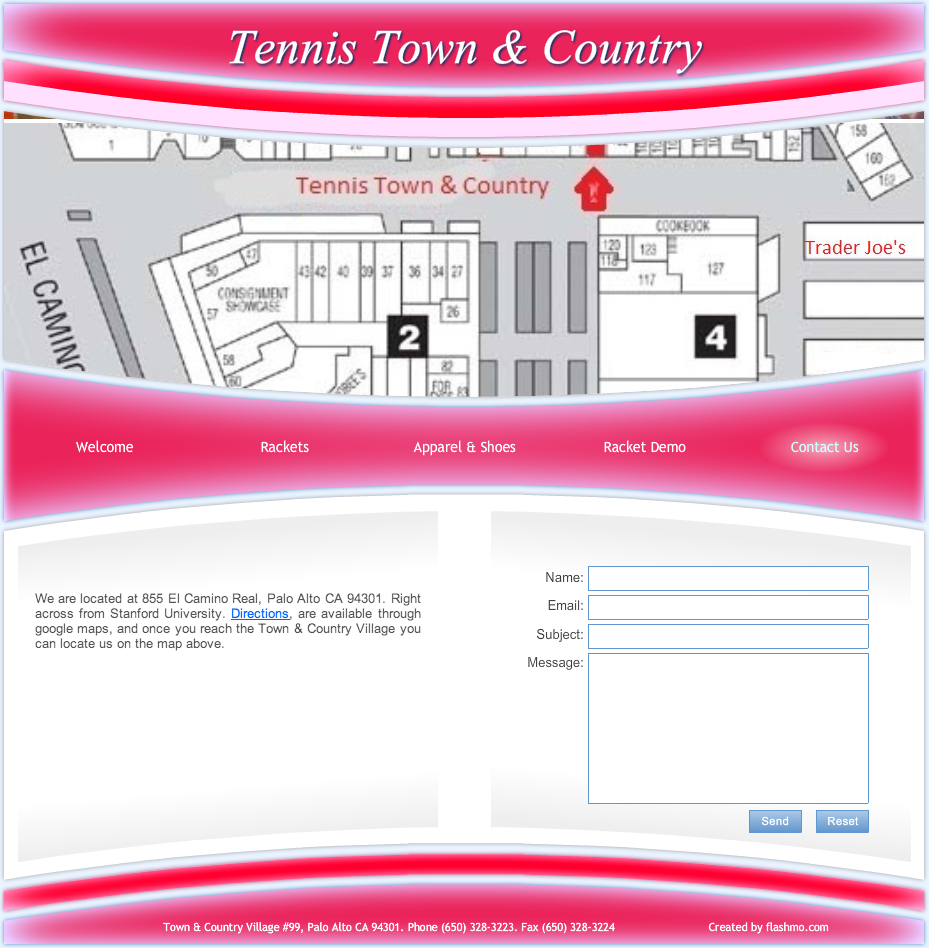 Tennis Town & Country
1
158
160
162
152
Tennis Town & Country
COOKBOOK
Trader Joe's
120
118
123
127
117
EL CAMINO
50
47
43 42 40 39 37 36 34 27
CONSIGNMENT
SHOWCASE
57
26
2
4
58
60
82
FOR
Welcome
Rackets
Apparel & Shoes
Racket Demo
Contact Us
We are located at 855 El Camino Real, Palo Alto CA 94301. Right
across from Stanford University. Directions, are available through
google maps, and once you reach the Town & Country Village you
can locate us on the map above.
Name:
Email:
Subject:
Message:
Send
Reset
Town & Country Village #99, Palo Alto CA 94301. Phone (650) 328-3223. Fax (650) 328-3224
Created by flashmo.com